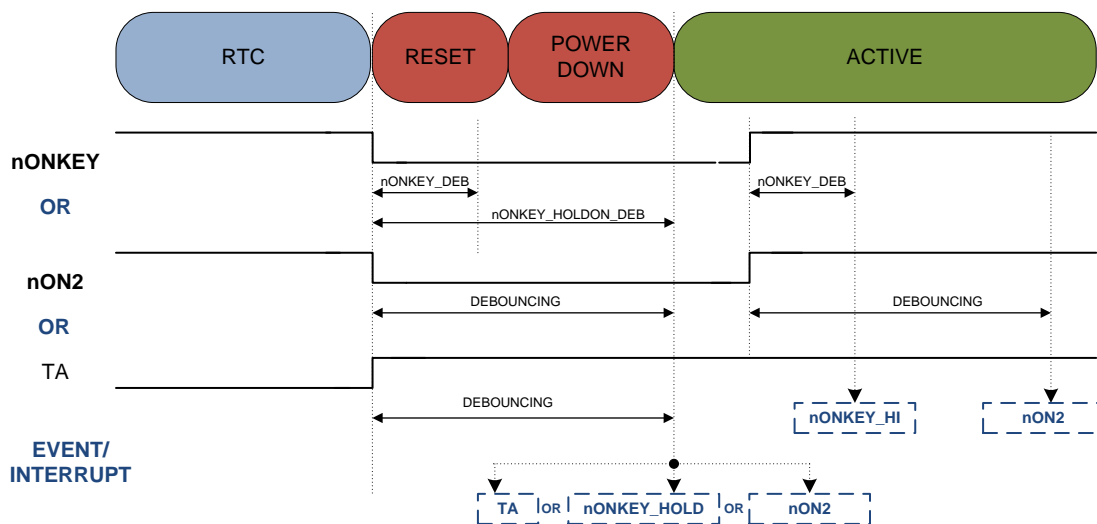 RTC
RESET
POWER
DOWN
ACTIVE
nONKEY
nONKEY_DEB
nONKEY_DEB
OR
nONKEY_HOLDON_DEB
nON2
DEBOUNCING
DEBOUNCING
OR
TA
DEBOUNCING
nONKEY_HI
nON2
EVENT/
INTERRUPT
TA OR nONKEY_HOLD OR nON2